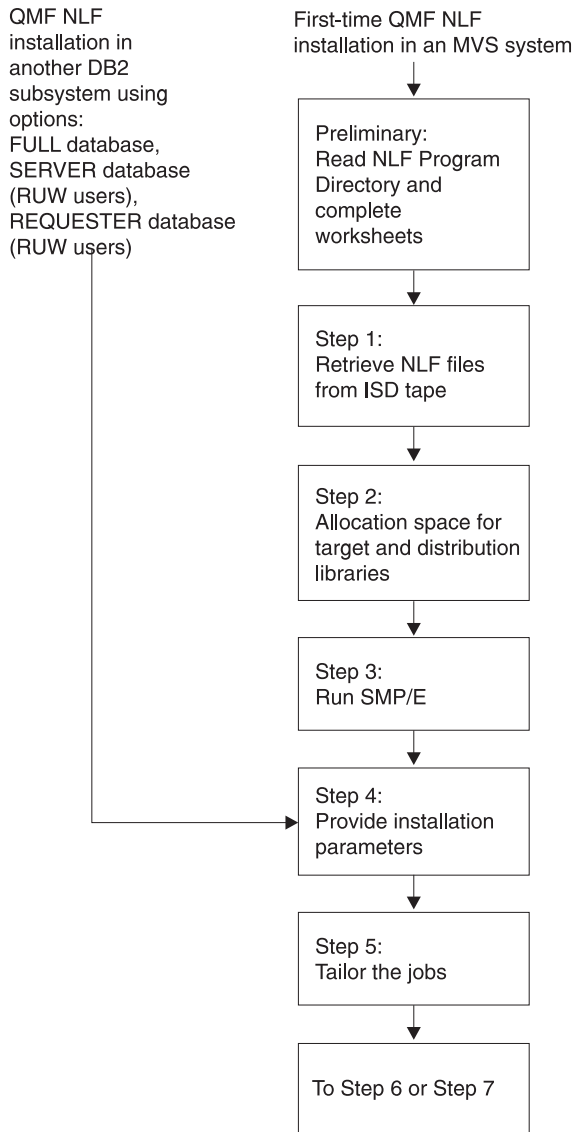 QMF NLF
installation in
another DB2
subsystem using
options:
FULL database,
SERVER database
(RUW users),
REQUESTER database
(RUW users)
First-time QMF NLF
installation in an MVS system
Preliminary:
Read NLF Program
Directory and
complete
worksheets
Step 1:
Retrieve NLF files
from ISD tape
Step 2:
Allocation space for
target and distribution
libraries
Step 3:
Run SMP/E
Step 4:
Provide installation
parameters
Step 5:
Tailor the jobs
To Step 6 or Step 7